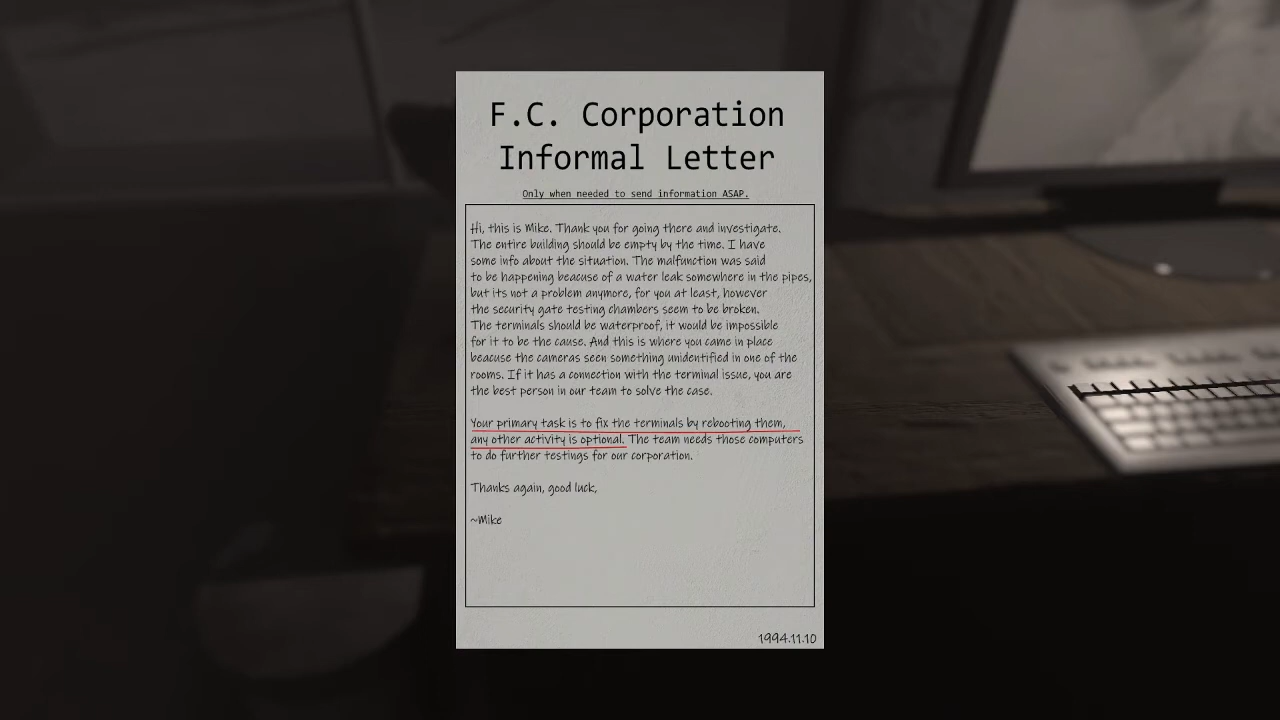 F.C. Corporation
Informal Letter
Only when needed to send information ASAP.
Hi, this is Mike. Thank you for going there and investigate.
The entire building should be empty by the time. I have
some info about the situation. The malfunction was said
to be happening beacuse of a water leak somewhere in the pipes,
but its not a problem anymore, for you at least, however
the security gate testing chambers seem to be broken.
The terminals should be waterproof, it would be impossible
for it to be the cause. And this is where you came in place
beacuse the cameras seen something unidentified in one of the
rooms. If it has a connection with the terminal issue, you are
the best person in our team to solve the case.
Your primary task is to fix the terminals by rebooting them,
any other activity is optional. The team needs those computers
to do further testings for our corporation.
Thanks again, good luck,
~Mike
1994.11.10